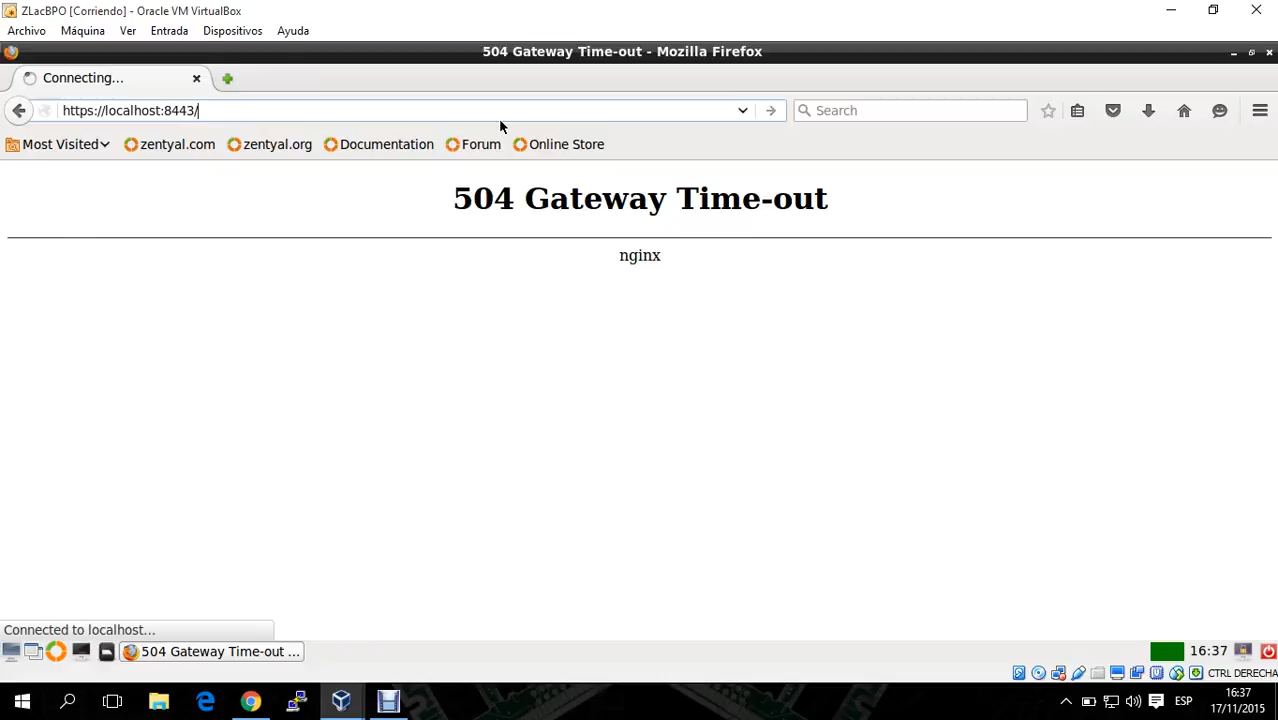 ZLacBPO [Corriendo] - Oracle VM VirtualBox
Archivo Máquina Ver Entrada Dispositivos Ayuda
504 Gateway Time-out - Mozilla Firefox
Connecting...
https://localhost:8443/
Search
Most Visited zentyal.com zentyal.org Documentation Forum Online Store
504 Gateway Time-out
nginx
Connected to localhost...
504 Gateway Time-out ...
16:37
CTRL DERECHA
ESP
16:37
17/11/2015